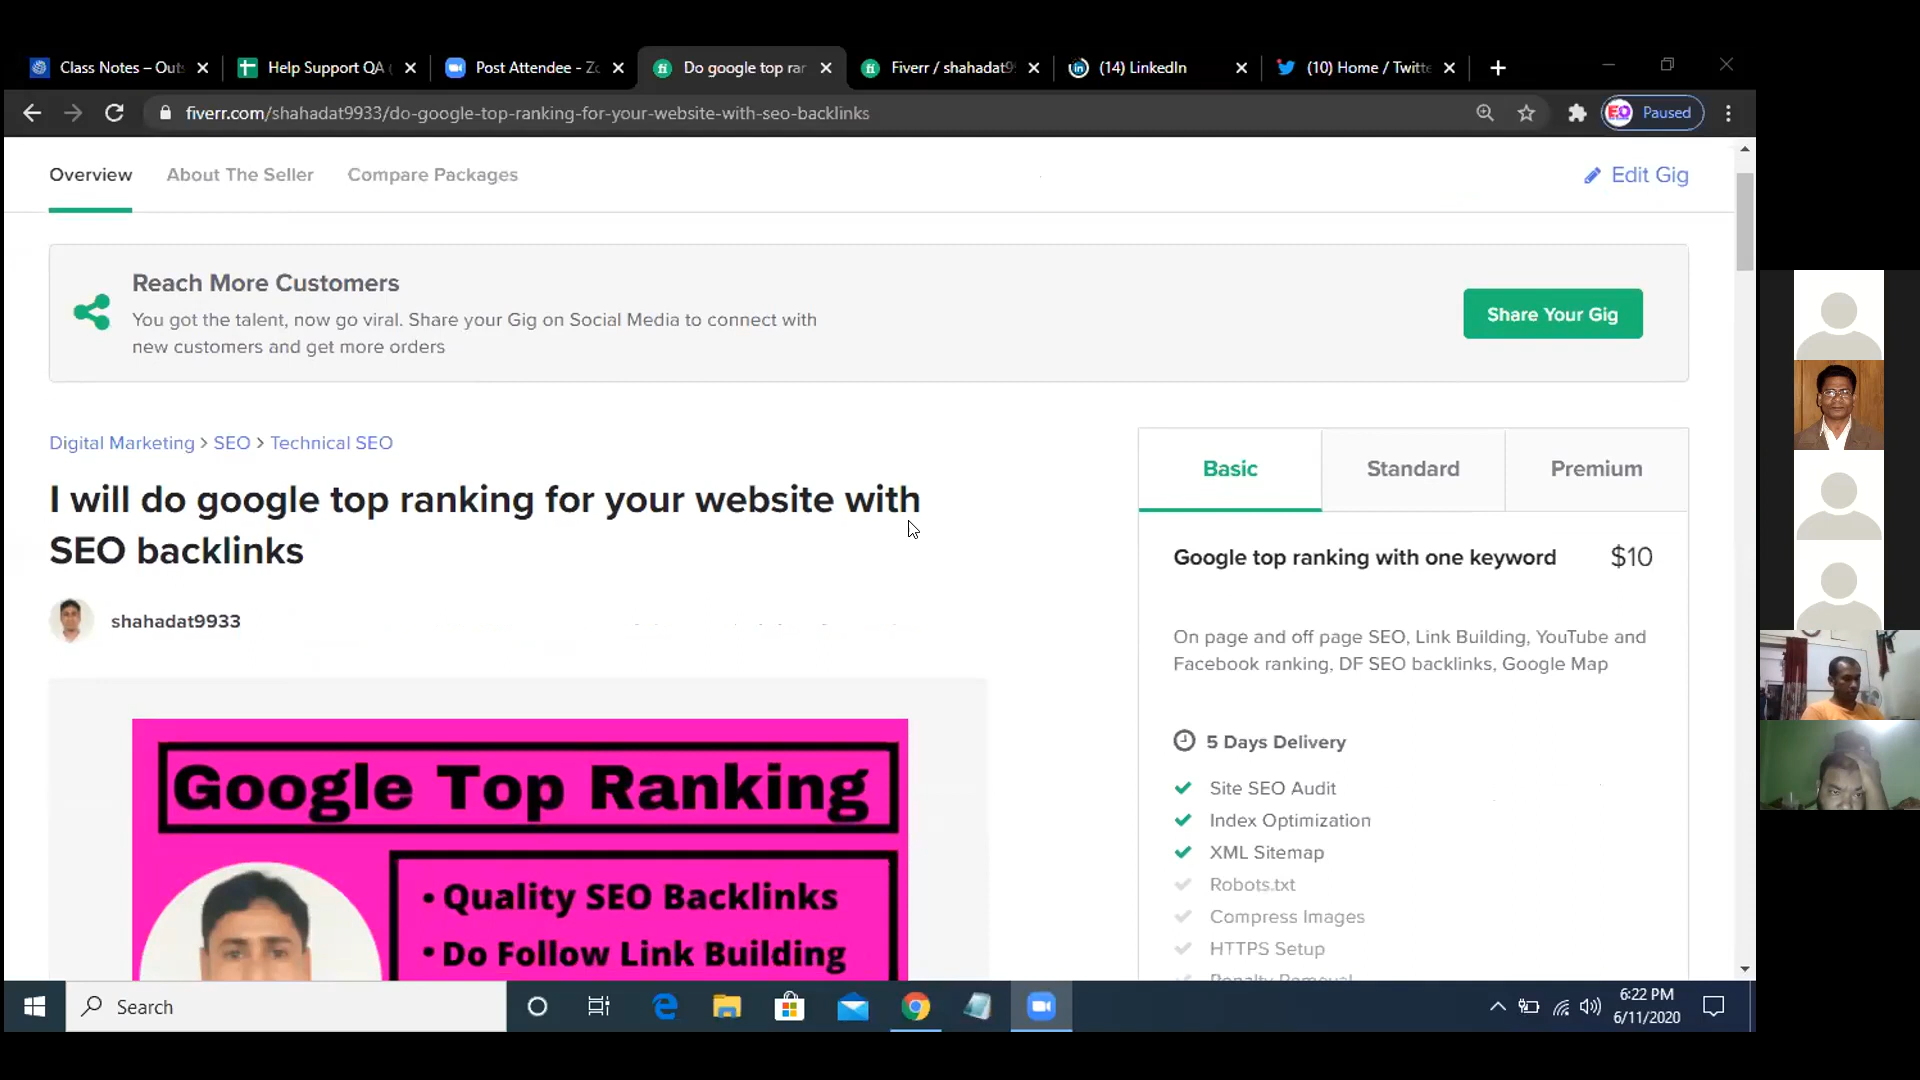 Class Notes – Outs
Help Support QA (
Post Attendee - Zo
Do google top ran
Fiverr / shahadat9
(14) LinkedIn
(10) Home / Twitte
fiverr.com/shahadat9933/do-google-top-ranking-for-your-website-with-seo-backlinks
Paused
Overview
About The Seller
Compare Packages
Edit Gig
Reach More Customers
You got the talent, now go viral. Share your Gig on Social Media to connect with
new customers and get more orders
Share Your Gig
Digital Marketing > SEO > Technical SEO
I will do google top ranking for your website with
SEO backlinks
shahadat9933
Google Top Ranking
• Quality SEO Backlinks
• Do Follow Link Building
Basic
Standard
Premium
Google top ranking with one keyword $10
On page and off page SEO, Link Building, YouTube and
Facebook ranking, DF SEO backlinks, Google Map
5 Days Delivery
Site SEO Audit
Index Optimization
XML Sitemap
Robots.txt
Compress Images
HTTPS Setup
Penalty Removal
Search
6:22 PM
6/11/2020